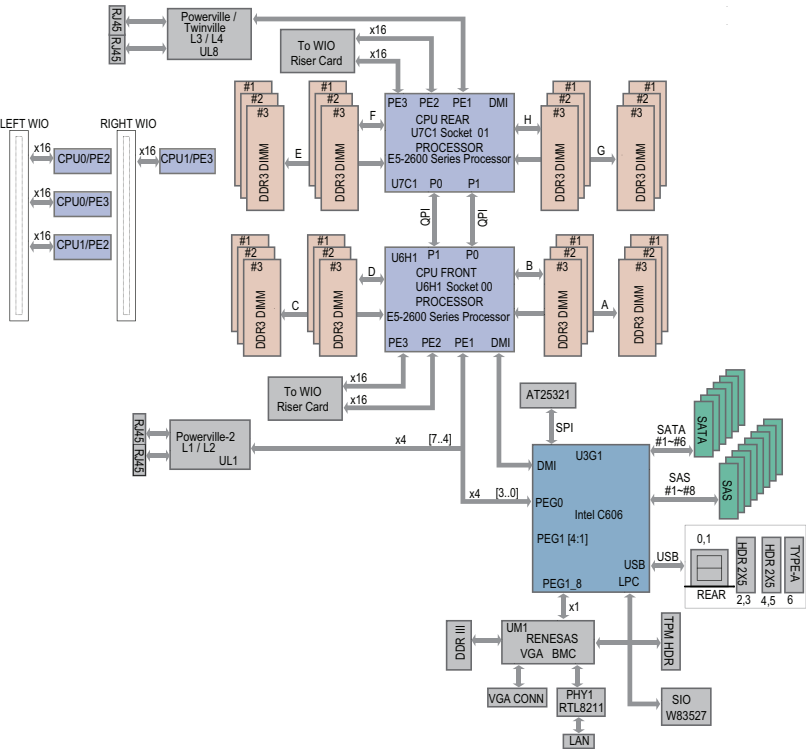 RJ45 RJ45
Powerville /
Twinville
L3 / L4
UL8
To WIO
Riser Card
x16
x16
PE3 PE2 PE1 DMI
CPU REAR
U7C1 Socket 01
PROCESSOR
E5-2600 Series Processor
U7C1 P0 P1
#1
#2
#3
DDR3 DIMM
E
#1
#2
#3
DDR3 DIMM
F
H
#1
#2
#3
DDR3 DIMM
G
#1
#2
#3
DDR3 DIMM
LEFT WIO
RIGHT WIO
x16
CPU0/PE2
x16
CPU0/PE3
x16
CPU1/PE2
x16
CPU1/PE3
QPI
QPI
U6H1 P1 P0
CPU FRONT
U6H1 Socket 00
PROCESSOR
E5-2600 Series Processor
PE3 PE2 PE1 DMI
#1
#2
#3
DDR3 DIMM
C
#1
#2
#3
DDR3 DIMM
D
B
#1
#2
#3
DDR3 DIMM
A
#1
#2
#3
DDR3 DIMM
To WIO
Riser Card
x16
x16
RJ45 RJ45
Powerville-2
L1 / L2
UL1
x4 [7..4]
x4 [3..0]
AT25321
SPI
U3G1
DMI
PEG0
Intel C606
PEG1 [4:1]
USB
PEG1_8 LPC
SATA
#1~#6
SATA
SAS
#1~#8
SAS
USB
0,1
REAR
HDR 2X5
2,3
HDR 2X5
4,5
TYPE-A
6
x1
UM1
RENESAS
VGA BMC
DDR III
TPM HDR
VGA CONN
PHY1
RTL8211
LAN
SIO
W83527